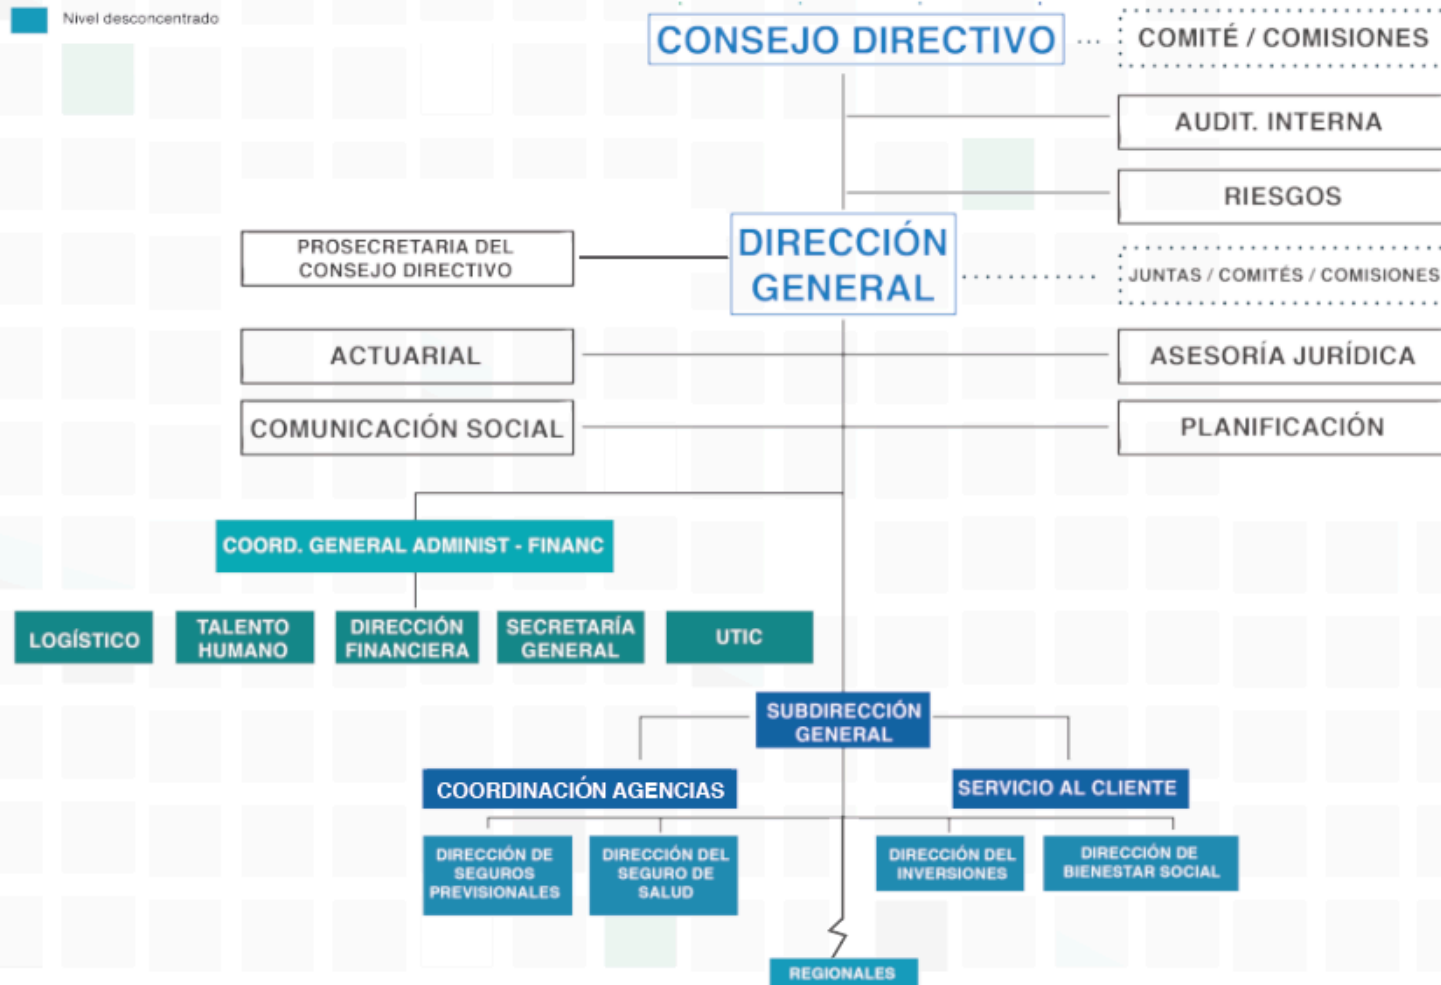 Nivel desconcentrado
CONSEJO DIRECTIVO
COMITÉ / COMISIONES
AUDIT. INTERNA
RIESGOS
PROSECRETARIA DEL
CONSEJO DIRECTIVO
DIRECCIÓN
GENERAL
JUNTAS / COMITÉS / COMISIONES
ACTUARIAL
ASESORÍA JURÍDICA
COMUNICACIÓN SOCIAL
PLANIFICACIÓN
COORD. GENERAL ADMINIST - FINANC
LOGÍSTICO
TALENTO
HUMANO
DIRECCIÓN
FINANCIERA
SECRETARÍA
GENERAL
UTIC
SUBDIRECCIÓN
GENERAL
COORDINACIÓN AGENCIAS
SERVICIO AL CLIENTE
DIRECCIÓN DE
SEGUROS
PREVISIONALES
DIRECCIÓN DEL
SEGURO DE
SALUD
DIRECCIÓN DEL
INVERSIONES
DIRECCIÓN DE
BIENESTAR SOCIAL
REGIONALES